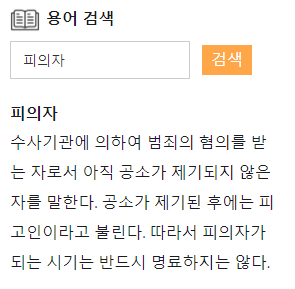 용어 검색
피의자
검색
피의자
수사기관에 의하여 범죄의 혐의를 받
는 자로서 아직 공소가 제기되지 않은
자를 말한다. 공소가 제기된 후에는 피
고인이라고 불린다. 따라서 피의자가
되는 시기는 반드시 명료하지는 않다.